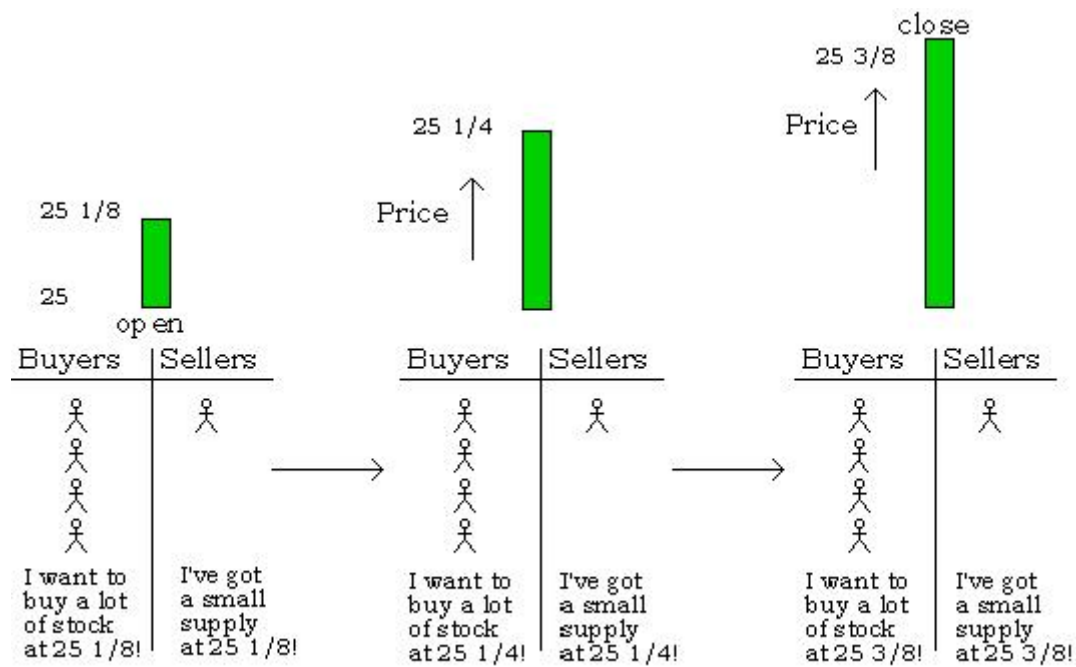 25 1/8
25
open
Buyers
Sellers
I want to
buy a lot
of stock
at 25 1/8!
I've got
a small
supply
at 25 1/8!
25 1/4
Price
Buyers
Sellers
I want to
buy a lot
of stock
at 25 1/4!
I've got
a small
supply
at 25 1/4!
close
25 3/8
Price
Buyers
Sellers
I want to
buy a lot
of stock
at 25 3/8!
I've got
a small
supply
at 25 3/8!